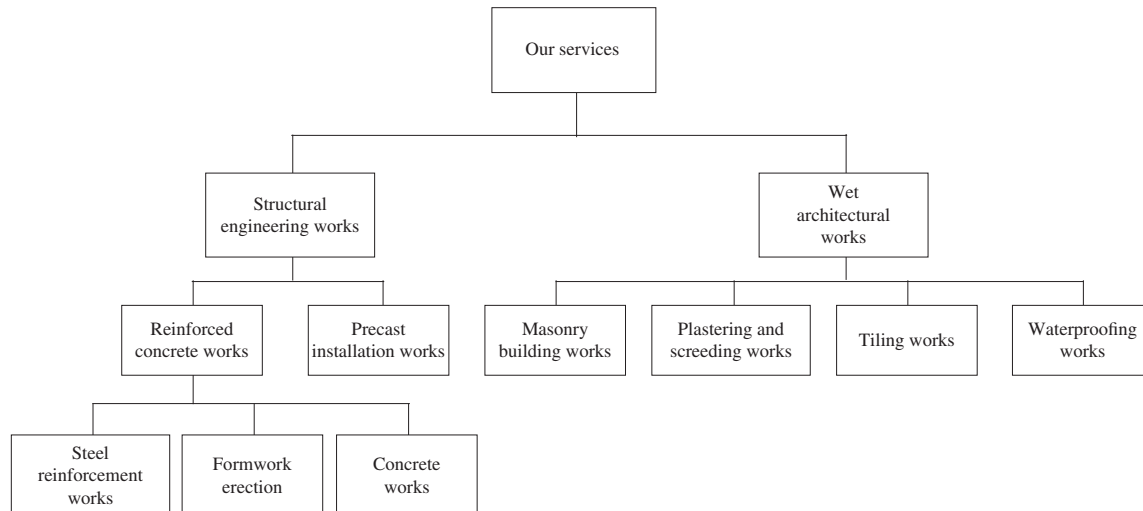 Our services
Structural
engineering works
Wet
architectural
works
Reinforced
concrete works
Precast
installation works
Masonry
building works
Plastering and
screeding works
Tiling works
Waterproofing
works
Steel
reinforcement
works
Formwork
erection
Concrete
works